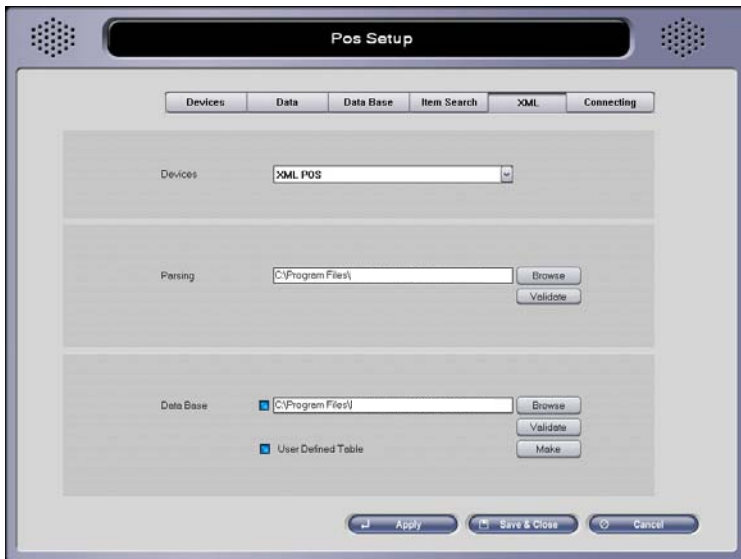 Pos Setup
Devices Data Data Base Item Search XML Connecting
Devices XML POS
Parsing C:\Program Files\ Browse
Validate
Data Base C:\Program Files\ Browse
Validate
User Defined Table Make
Apply Save & Close Cancel